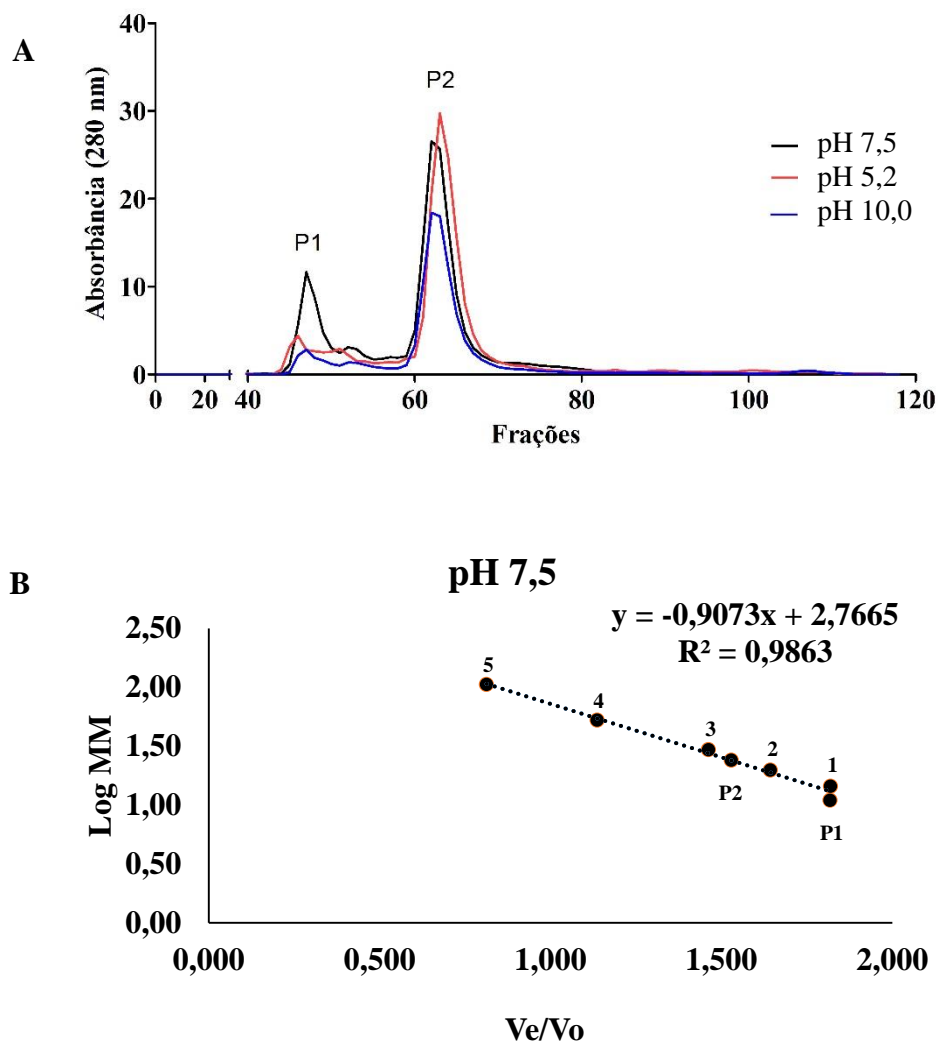 A
Absorbância (280 nm)
40
30
20
10
0
P1
P2
pH 7,5
pH 5,2
pH 10,0
0 20 40 60 80 100 120
Frações
B
pH 7,5
y = -0,9073x + 2,7665
R² = 0,9863
Log MM
2,50
2,00
1,50
1,00
0,50
0,00
5
4
3
P2
2
1
P1
0,000 0,500 1,000 1,500 2,000
Ve/Vo